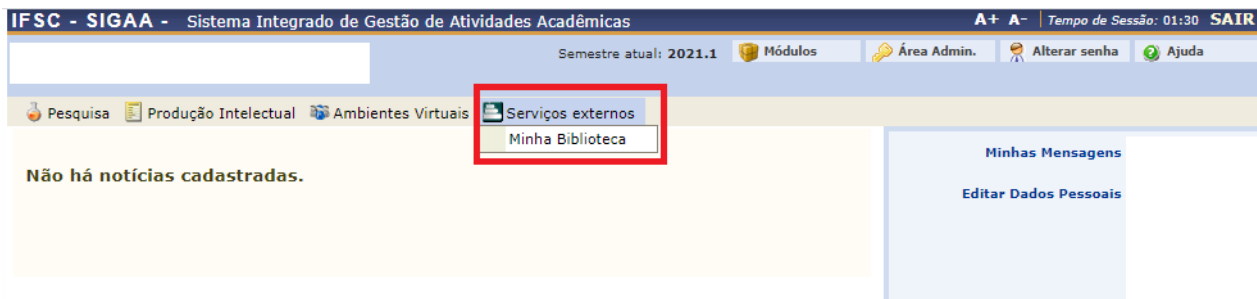 IFSC - SIGAA - Sistema Integrado de Gestão de Atividades Acadêmicas A+ A- Tempo de Sessão: 01:30 SAIR
Semestre atual: 2021.1 Módulos Área Admin. Alterar senha Ajuda
Pesquisa Produção Intelectual Ambientes Virtuais Serviços externos
Minha Biblioteca
Minhas Mensagens
Não há notícias cadastradas.
Editar Dados Pessoais